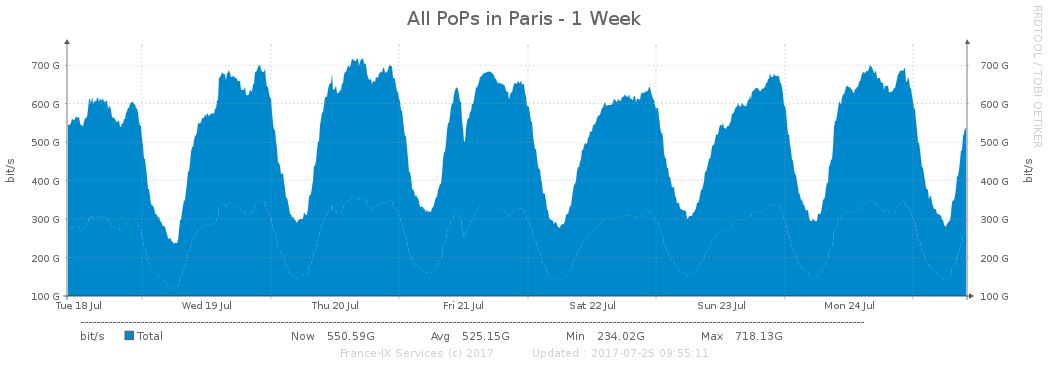 All PoPs in Paris - 1 Week
RRDTOOL / TOBI OETIKER
bit/s
700 G
600 G
500 G
400 G
300 G
200 G
100 G
700 G
600 G
500 G
400 G
300 G
200 G
100 G
bit/s
Tue 18 Jul Wed 19 Jul Thu 20 Jul Fri 21 Jul Sat 22 Jul Sun 23 Jul Mon 24 Jul
bit/s Total Now 550.59G Avg 525.15G Min 234.02G Max 718.13G
France-IX Services (c) 2017 Updated : 2017-07-25 09:55:11